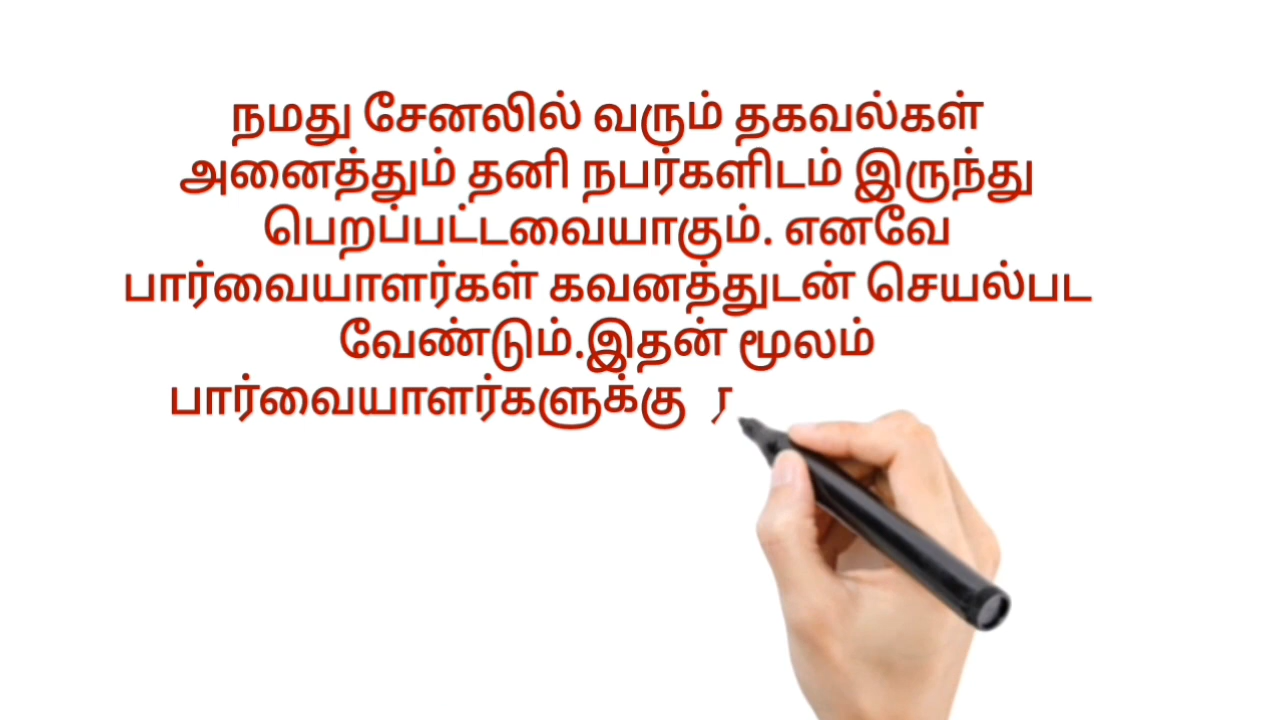 நமது சேனலில் வரும் தகவல்கள்
அனைத்தும் தனி நபர்களிடம் இருந்து
பெறப்பட்டவையாகும். எனவே
பார்வையாளர்கள் கவனத்துடன் செயல்பட
வேண்டும்.இதன் மூலம்
பார்வையாளர்களுக்கு